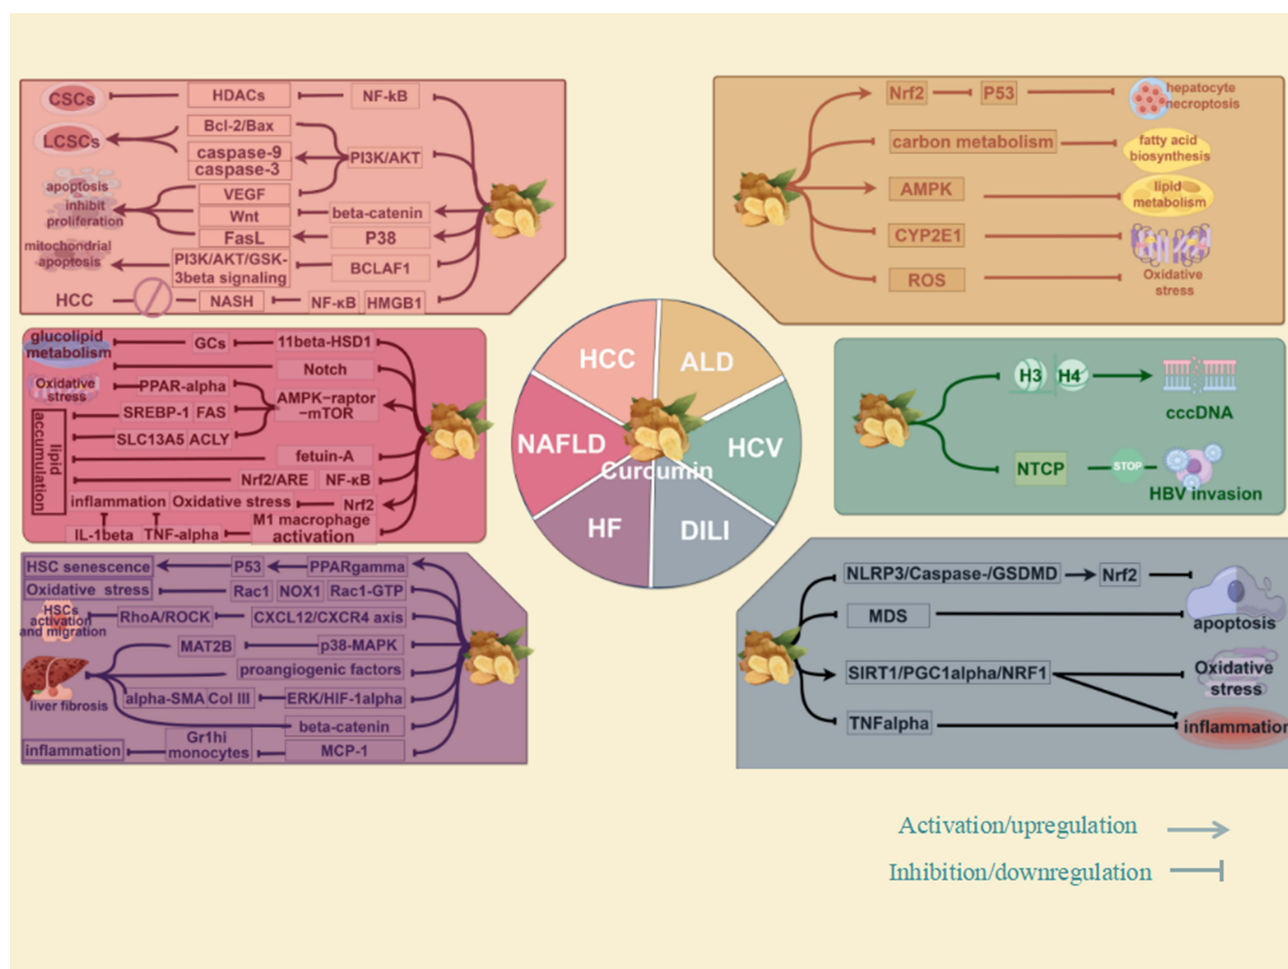 CSCs
HDACs
NF-kB
LCSCs
Bcl-2/Bax
caspase-9
caspase-3
PI3K/AKT
apoptosis
inhibit
proliferation
VEGF
Wnt
beta-catenin
FasL
P38
mitochondrial
apoptosis
PI3K/AKT/GSK-
3beta signaling
BCLAF1
HCC
NASH
NF-κB
HMGB1
Nrf2
P53
hepatocyte
necroptosis
carbon metabolism
fatty acid
biosynthesis
AMPK
lipid
metabolism
CYP2E1
ROS
Oxidative
stress
glucolipid
metabolism
GCs
11beta-HSD1
Notch
Oxidative
stress
PPAR-alpha
AMPK-raptor
-mTOR
SREBP-1
FAS
SLC13A5
ACLY
lipid
accumulation
fetuin-A
Nrf2/ARE
NF-κB
inflammation
Oxidative stress
Nrf2
IL-1beta
TNF-alpha
M1 macrophage
activation
HCC
ALD
NAFLD
HCV
Curcumin
HF
DILI
H3
H4
cccDNA
NTCP
STOP
HBV invasion
HSC senescence
P53
PPARgamma
Oxidative stress
Rac1
NOX1
Rac1-GTP
HSCs
activation
and migration
RhoA/ROCK
CXCL12/CXCR4 axis
MAT2B
p38-MAPK
proangiogenic factors
liver fibrosis
alpha-SMA
Col III
ERK/HIF-1alpha
beta-catenin
inflammation
Gr1hi
monocytes
MCP-1
NLRP3/Caspase-/GSDMD
Nrf2
MDS
apoptosis
SIRT1/PGC1alpha/NRF1
Oxidative
stress
TNFalpha
inflammation
Activation/upregulation
Inhibition/downregulation